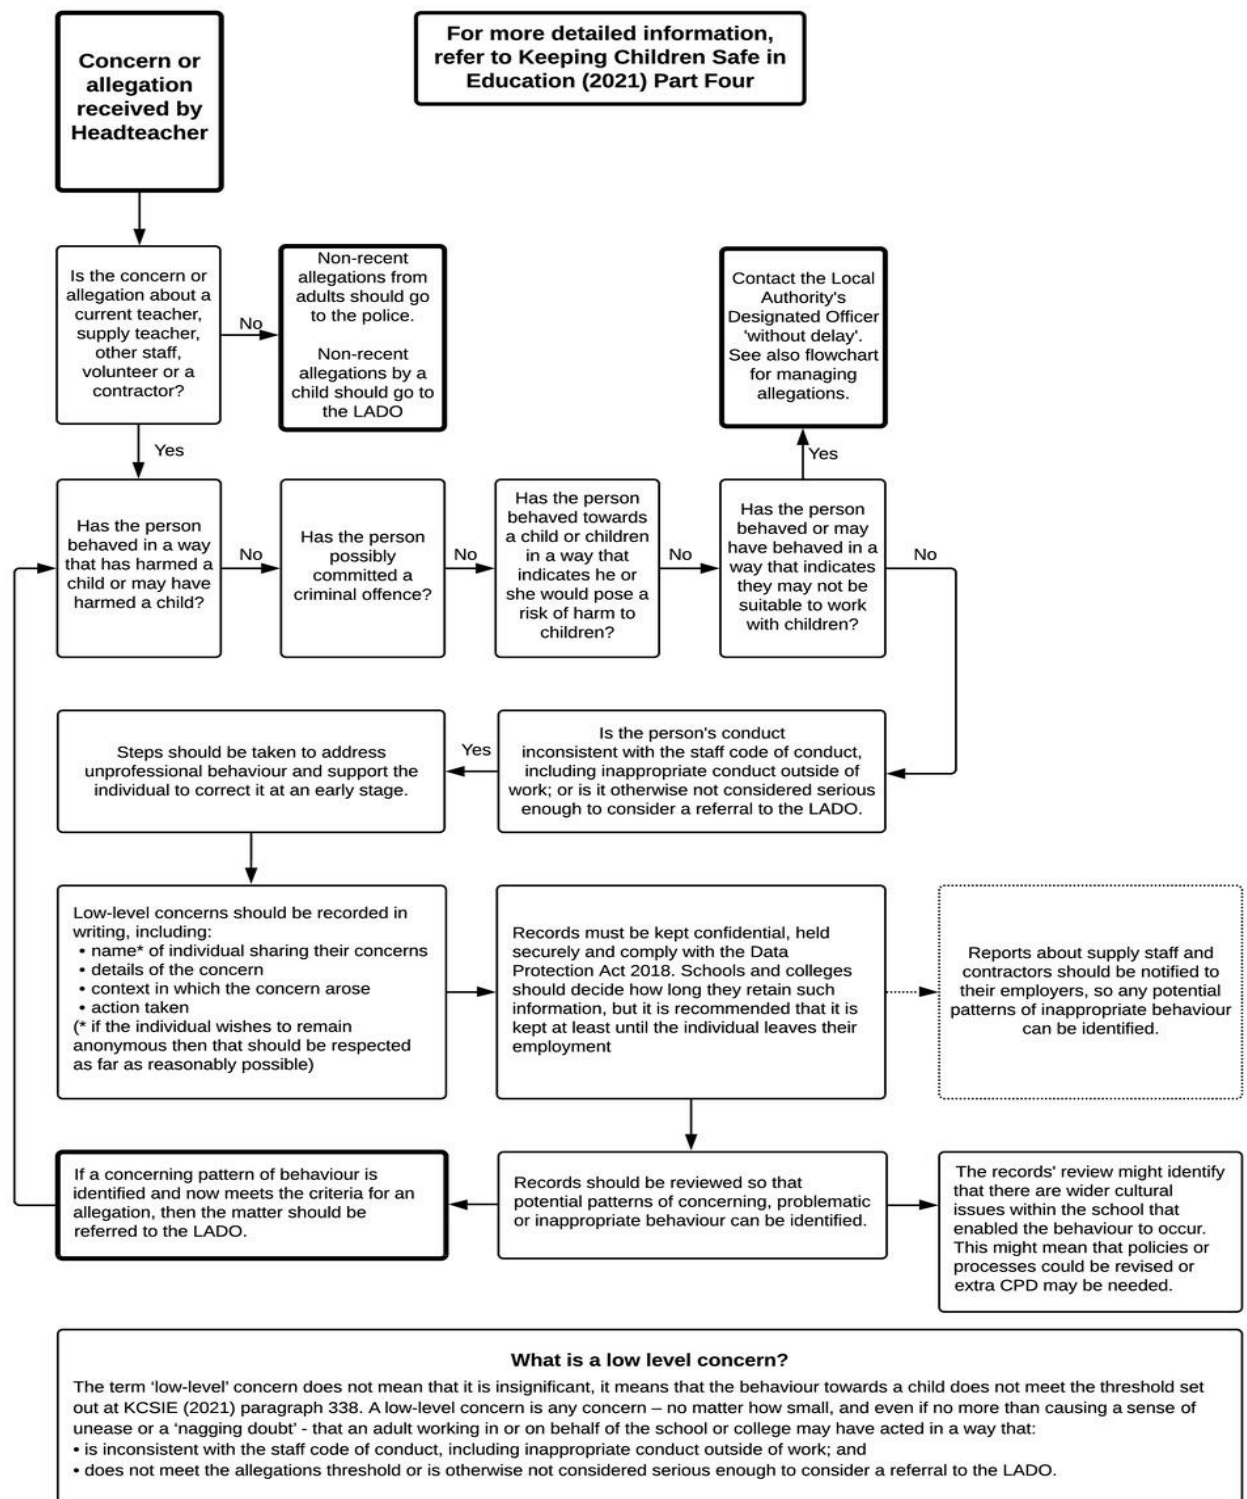 Concern or
allegation
received by
Headteacher
For more detailed information,
refer to Keeping Children Safe in
Education (2021) Part Four
Is the concern or
allegation about a
current teacher,
supply teacher,
other staff,
volunteer or a
contractor?
No
Non-recent
allegations from
adults should go
to the police.
Non-recent
allegations by a
child should go to
the LADO
Contact the Local
Authority's
Designated Officer
'without delay'.
See also flowchart
for managing
allegations.
Yes
Yes
Has the person
behaved in a way
that has harmed a
child or may have
harmed a child?
No
Has the person
possibly
committed a
criminal offence?
No
Has the person
behaved towards
a child or children
in a way that
indicates he or
she would pose a
risk of harm to
children?
No
Has the person
behaved or may
have behaved in a
way that indicates
they may not be
suitable to work
with children?
No
Is the person's conduct
inconsistent with the staff code of conduct,
including inappropriate conduct outside of
work; or is it otherwise not considered serious
enough to consider a referral to the LADO.
Yes
Steps should be taken to address
unprofessional behaviour and support the
individual to correct it at an early stage.
Low-level concerns should be recorded in
writing, including:
• name* of individual sharing their concerns
• details of the concern
• context in which the concern arose
• action taken
(* if the individual wishes to remain
anonymous then that should be respected
as far as reasonably possible)
Records must be kept confidential, held
securely and comply with the Data
Protection Act 2018. Schools and colleges
should decide how long they retain such
information, but it is recommended that it is
kept at least until the individual leaves their
employment
Reports about supply staff and
contractors should be notified to
their employers, so any potential
patterns of inappropriate behaviour
can be identified.
If a concerning pattern of behaviour is
identified and now meets the criteria for an
allegation, then the matter should be
referred to the LADO.
Records should be reviewed so that
potential patterns of concerning, problematic
or inappropriate behaviour can be identified.
The records' review might identify
that there are wider cultural
issues within the school that
enabled the behaviour to occur.
This might mean that policies or
processes could be revised or
extra CPD may be needed.
What is a low level concern?
The term ‘low-level’ concern does not mean that it is insignificant, it means that the behaviour towards a child does not meet the threshold set
out at KCSIE (2021) paragraph 338. A low-level concern is any concern – no matter how small, and even if no more than causing a sense of
unease or a ‘nagging doubt’ - that an adult working in or on behalf of the school or college may have acted in a way that:
• is inconsistent with the staff code of conduct, including inappropriate conduct outside of work; and
• does not meet the allegations threshold or is otherwise not considered serious enough to consider a referral to the LADO.